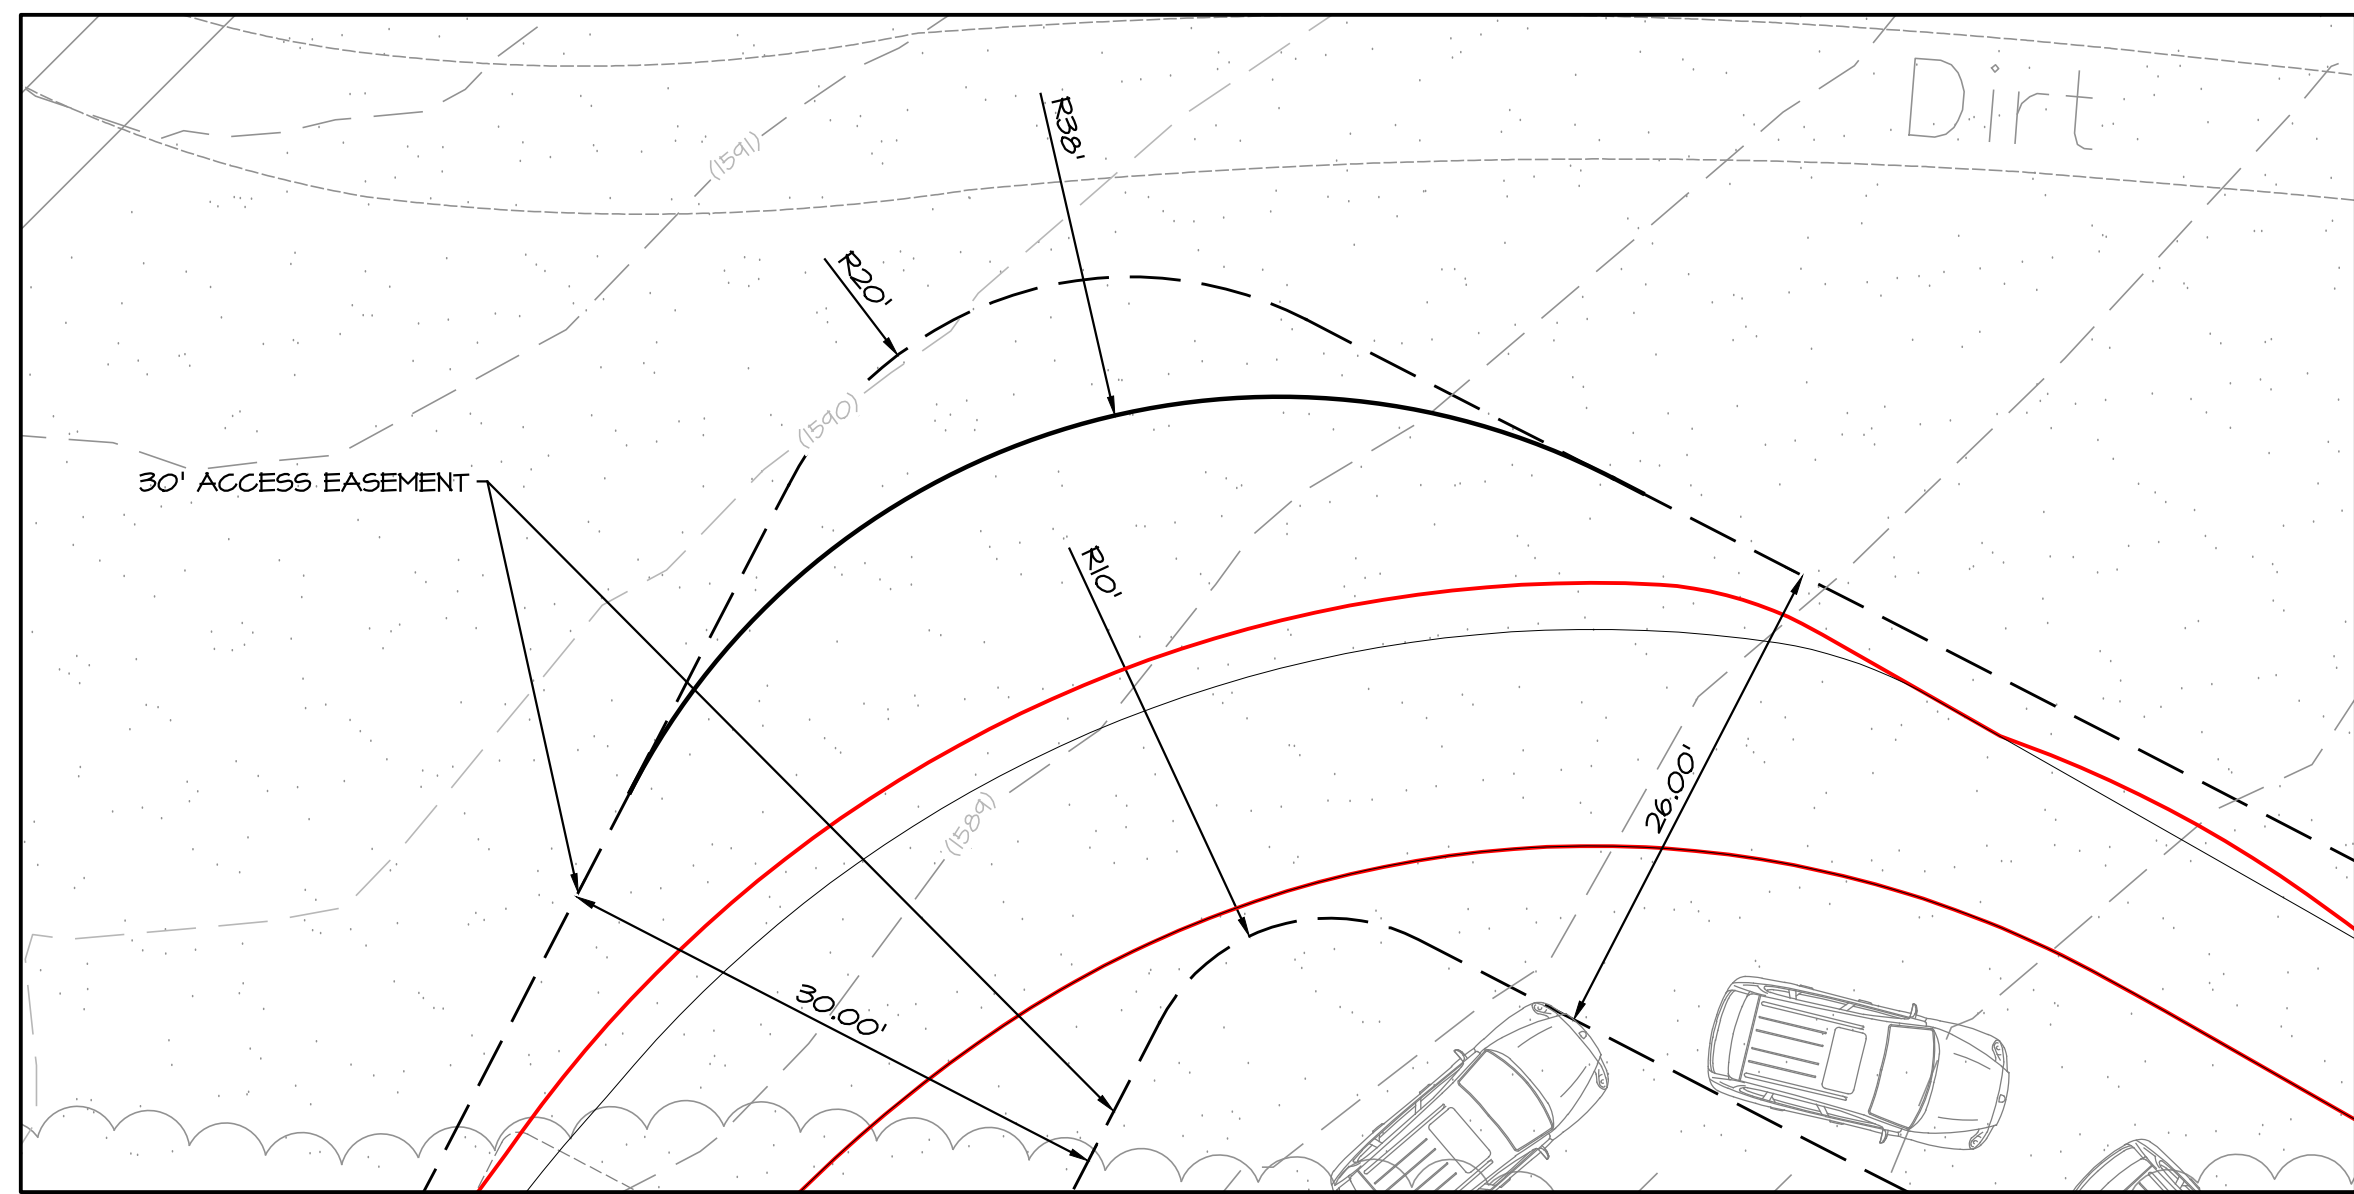 Dirt
R38'
(1591)
R20'
(1590)
30' ACCESS EASEMENT
R10'
26.00'
(1589)
30.00'